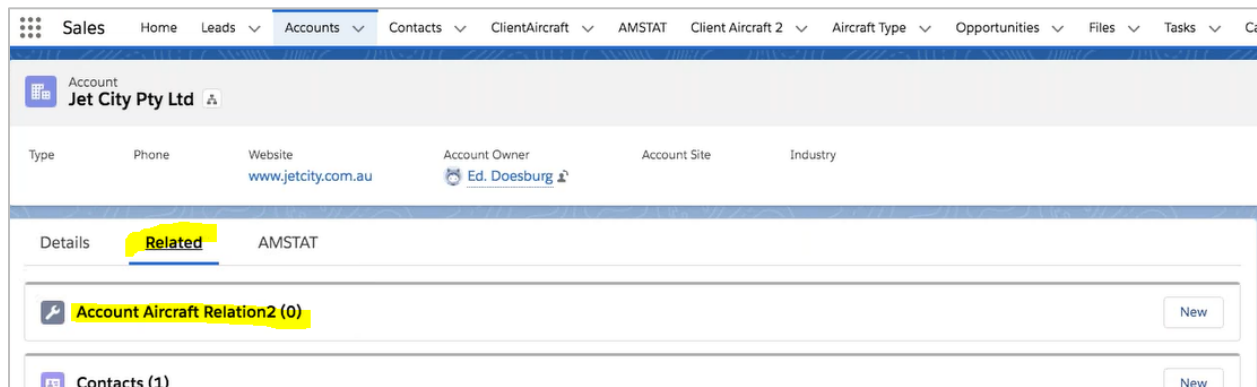 Sales Home Leads Accounts Contacts ClientAircraft AMSTAT Client Aircraft 2 Aircraft Type Opportunities Files Tasks
Account
Jet City Pty Ltd
Type Phone Website Account Owner Account Site Industry
www.jetcity.com.au Ed. Doesburg
Details Related AMSTAT
Account Aircraft Relation2 (0) New
Contacts (1) New